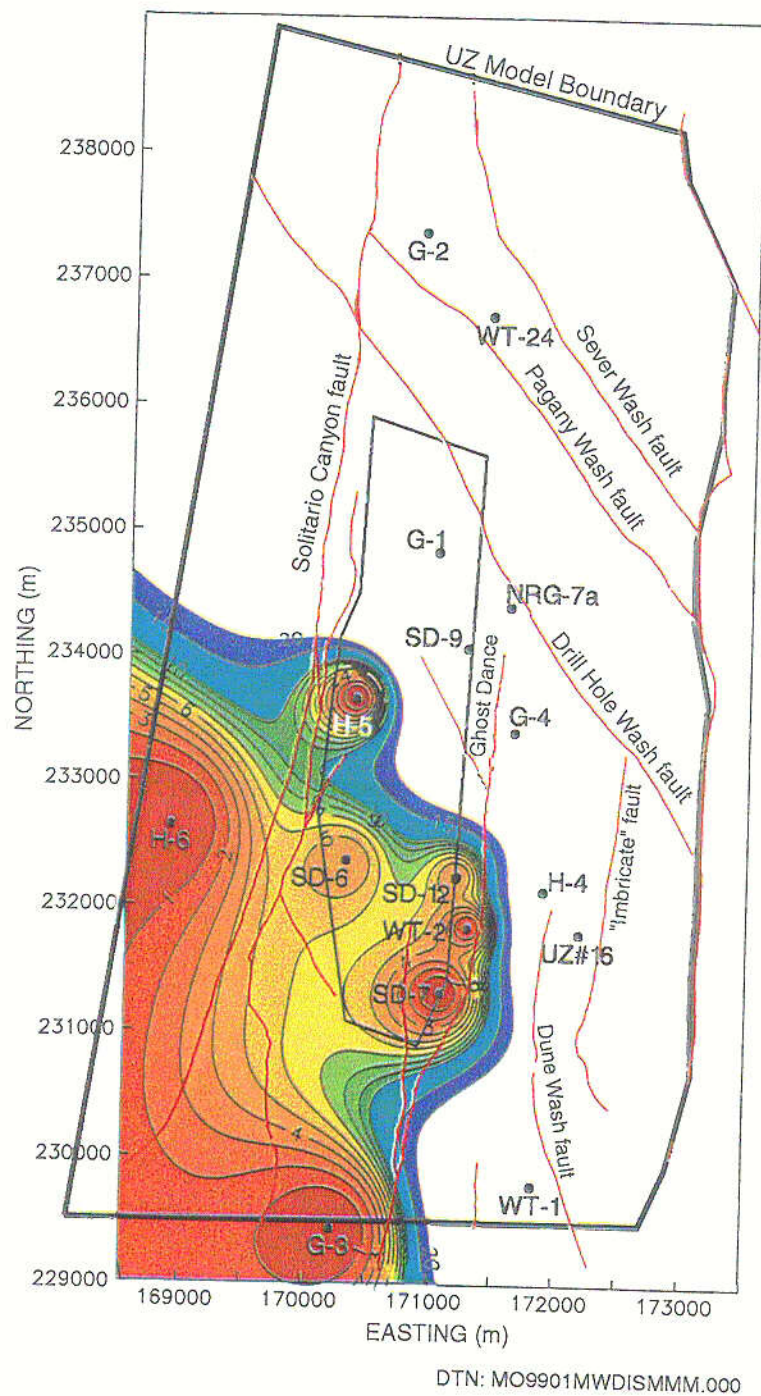 UZ Model Boundary
238000
237000
236000
235000
234000
233000
232000
231000
230000
229000
NORTHING (m)
169000
170000
171000
172000
173000
EASTING (m)
G-2
WT-24
Sever Wash fault
Pagany Wash fault
Solitario Canyon fault
G-1
NRG-7a
SD-9
Ghost Dance
Drill Hole Wash fault
G-4
H-5
H-6
SD-6
SD-12
H-4
"Imbricate" fault
WT-2
UZ#16
SD-7
Dune Wash fault
WT-1
G-3
2
1
4
DTN: MO9901MWDISMMM.000